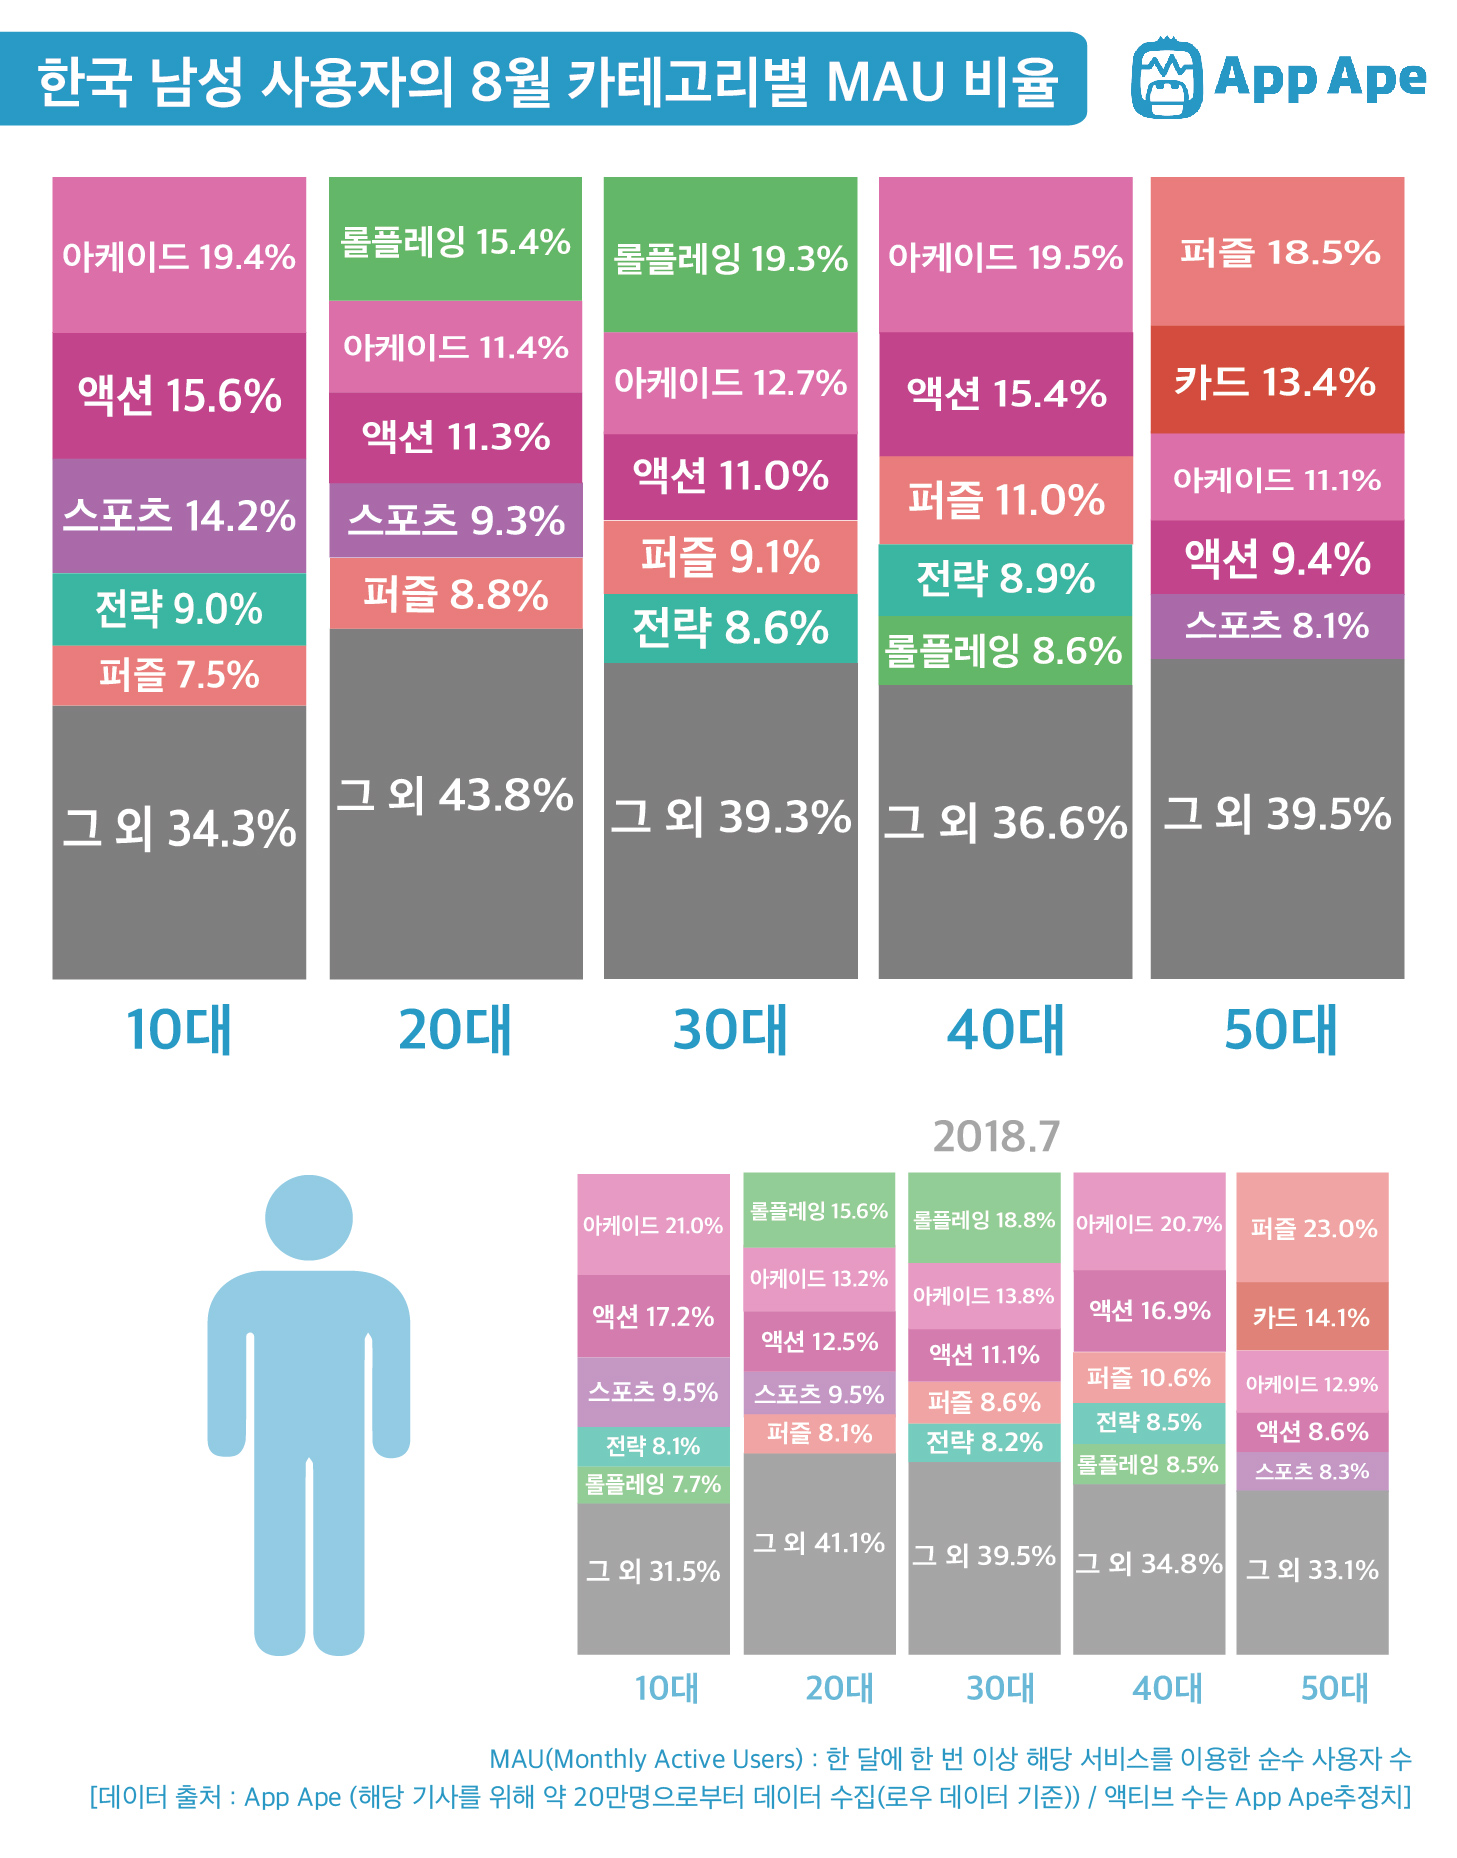 한국 남성 사용자의 8월 카테고리별 MAU 비율
App Ape
아케이드 19.4%
액션 15.6%
스포츠 14.2%
전략 9.0%
퍼즐 7.5%
그 외 34.3%
10대
롤플레잉 15.4%
아케이드 11.4%
액션 11.3%
스포츠 9.3%
퍼즐 8.8%
그 외 43.8%
20대
롤플레잉 19.3%
아케이드 12.7%
액션 11.0%
퍼즐 9.1%
전략 8.6%
그 외 39.3%
30대
아케이드 19.5%
액션 15.4%
퍼즐 11.0%
전략 8.9%
롤플레잉 8.6%
그 외 36.6%
40대
퍼즐 18.5%
카드 13.4%
아케이드 11.1%
액션 9.4%
스포츠 8.1%
그 외 39.5%
50대
2018.7
아케이드 21.0%
액션 17.2%
스포츠 9.5%
전략 8.1%
롤플레잉 7.7%
그 외 31.5%
10대
롤플레잉 15.6%
아케이드 13.2%
액션 12.5%
스포츠 9.5%
퍼즐 8.1%
그 외 41.1%
20대
롤플레잉 18.8%
아케이드 13.8%
액션 11.1%
퍼즐 8.6%
전략 8.2%
그 외 39.5%
30대
아케이드 20.7%
액션 16.9%
퍼즐 10.6%
전략 8.5%
롤플레잉 8.5%
그 외 34.8%
40대
퍼즐 23.0%
카드 14.1%
아케이드 12.9%
액션 8.6%
스포츠 8.3%
그 외 33.1%
50대
MAU(Monthly Active Users) : 한 달에 한 번 이상 해당 서비스를 이용한 순수 사용자 수
[데이터 출처 : App Ape (해당 기사를 위해 약 20만명으로부터 데이터 수집(로우 데이터 기준)) / 액티브 수는 App Ape추정치]